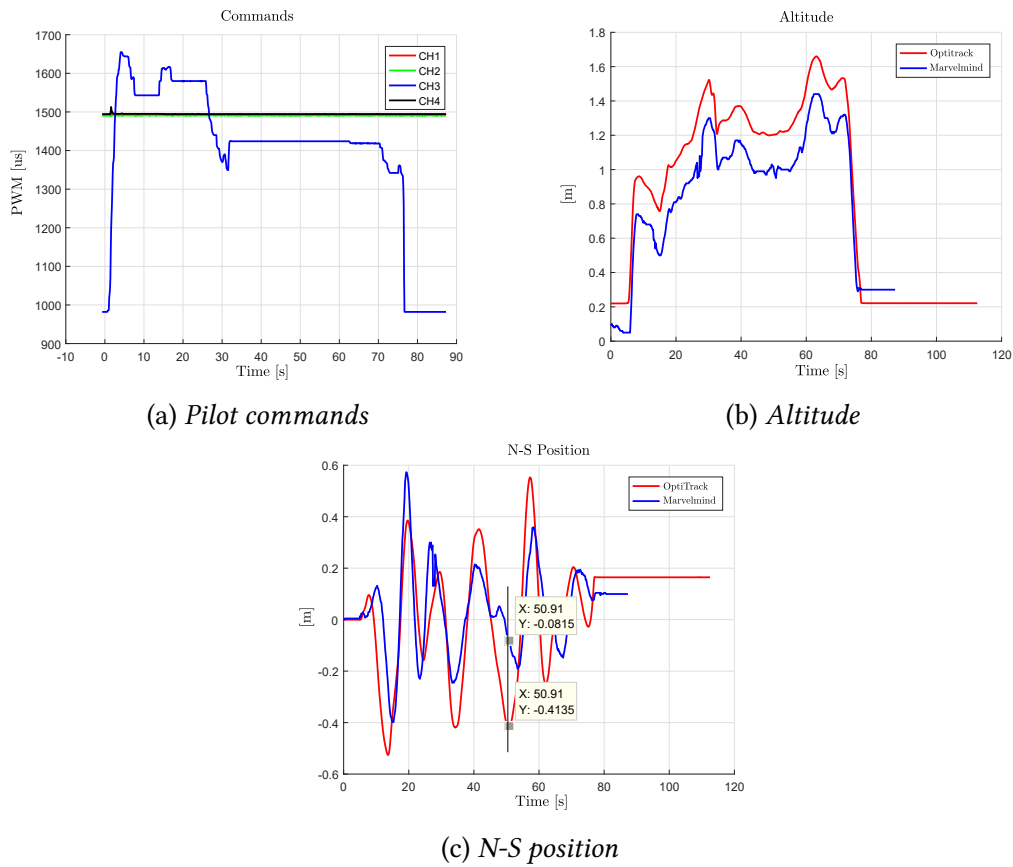 Commands
1700
1600
1500
1400
1300
1200
1100
1000
900
PWM [us]
CH1
CH2
CH3
CH4
-10 0 10 20 30 40 50 60 70 80 90
Time [s]
(a) Pilot commands
Altitude
1.8
1.6
1.4
1.2
1
0.8
0.6
0.4
0.2
0
[m]
Optitrack
Marvelmind
0 20 40 60 80 100 120
Time [s]
(b) Altitude
N-S Position
0.6
0.4
0.2
0
-0.2
-0.4
-0.6
[m]
OptiTrack
Marvelmind
X: 50.91
Y: -0.0815
X: 50.91
Y: -0.4135
0 20 40 60 80 100 120
Time [s]
(c) N-S position